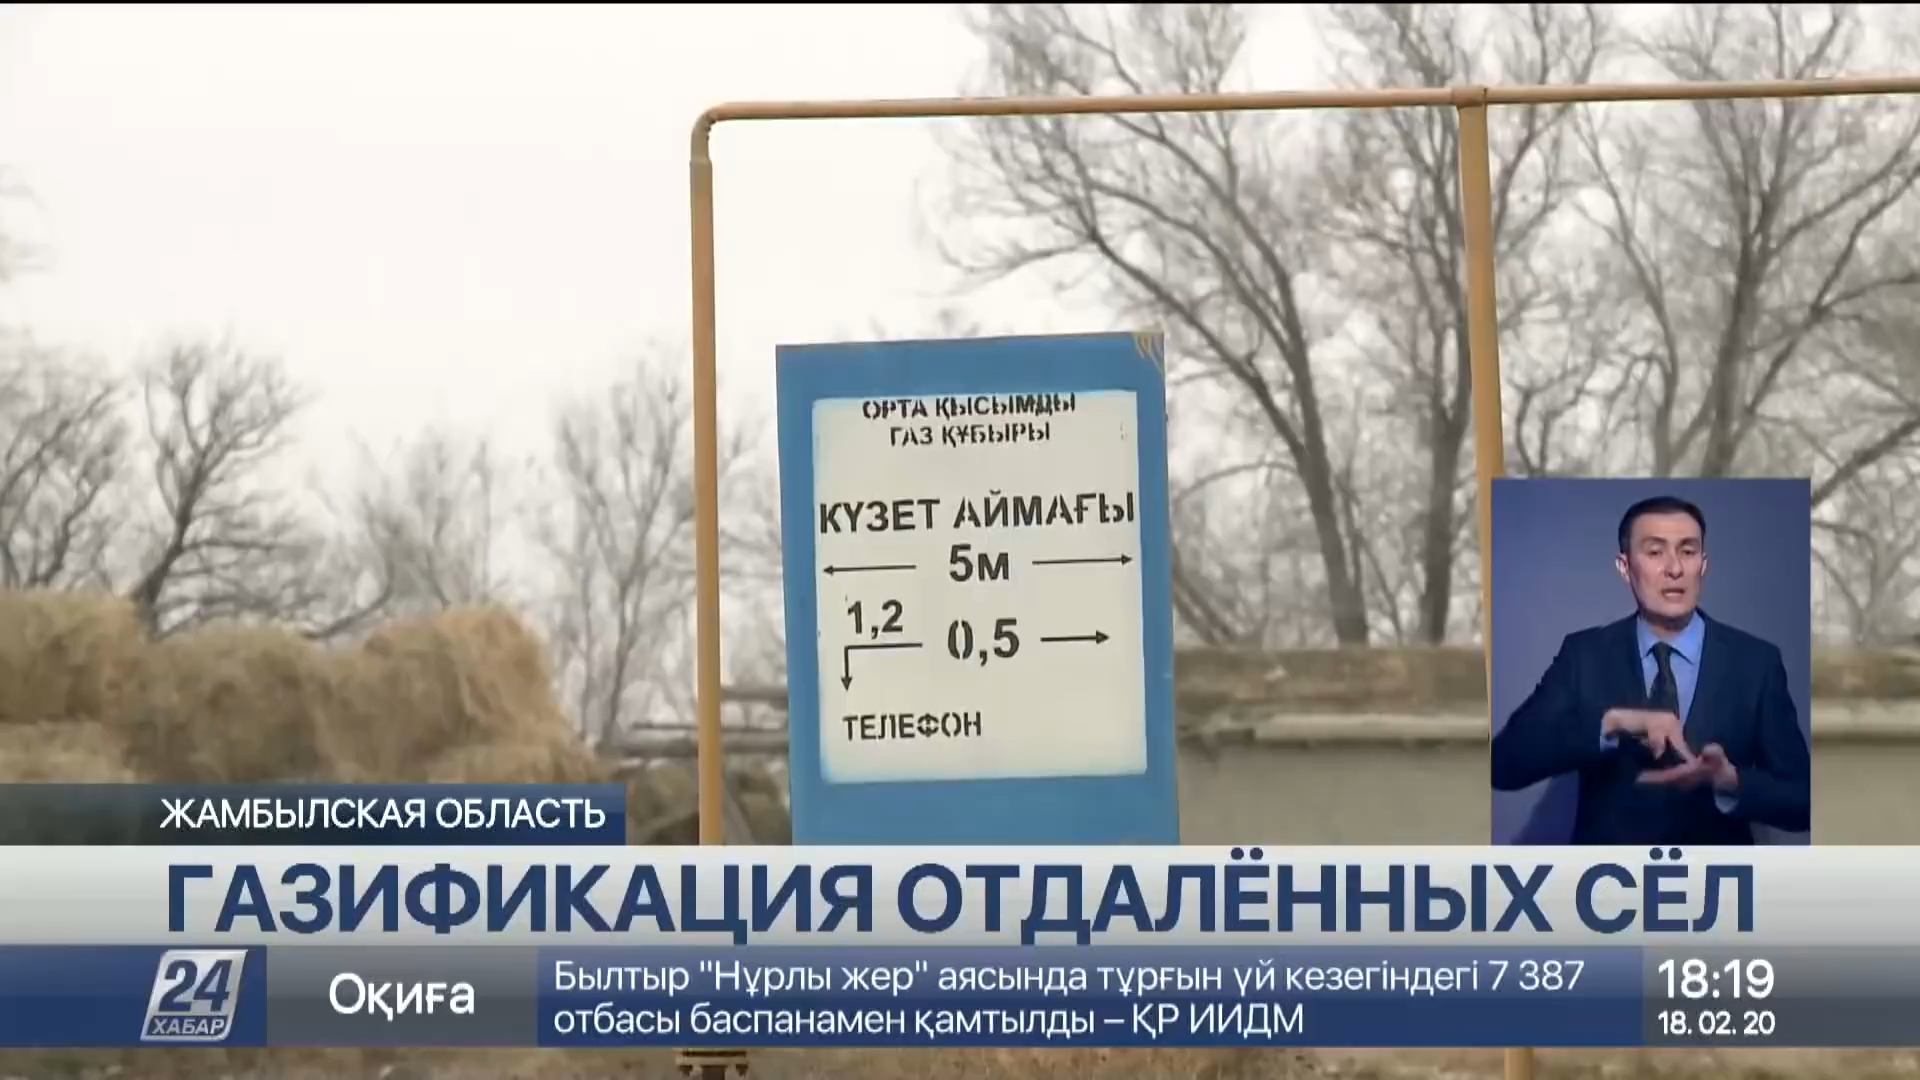 ОРТА ҚЫСЫМДЫ
ГАЗ ҚҰБЫРЫ
КҮЗЕТ АЙМАҒЫ
5м
1,2
0,5
ТЕЛЕФОН
ЖАМБЫЛСКАЯ ОБЛАСТЬ
ГАЗИФИКАЦИЯ ОТДАЛЁННЫХ СЁЛ
24
ХАБАР
Оқиға
Былтыр "Нұрлы жер" аясында тұрғын үй кезегіндегі 7 387
отбасы баспанамен қамтылды – ҚР ИИДМ
18:19
18. 02. 20